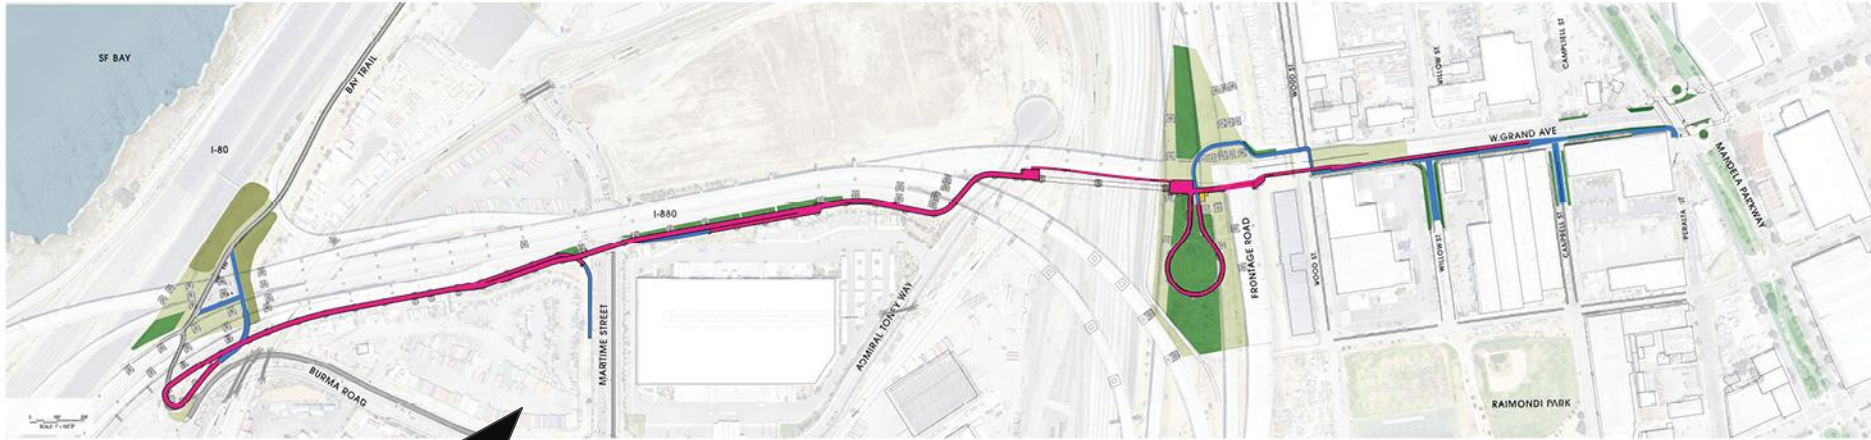 SF BAY
I-80
BAY TRAIL
I-880
BURMA ROAD
MARITIME STREET
ADMIRAL TONEY WAY
FRONTAGE ROAD
WOOD ST.
WOOD ST.
WILLOW ST.
CAMPBELL ST
W.GRAND AVE
WILLOW ST.
CAMPBELL ST.
PERALTA ST
MANDELA PARKWAY
RAIMONDI PARK